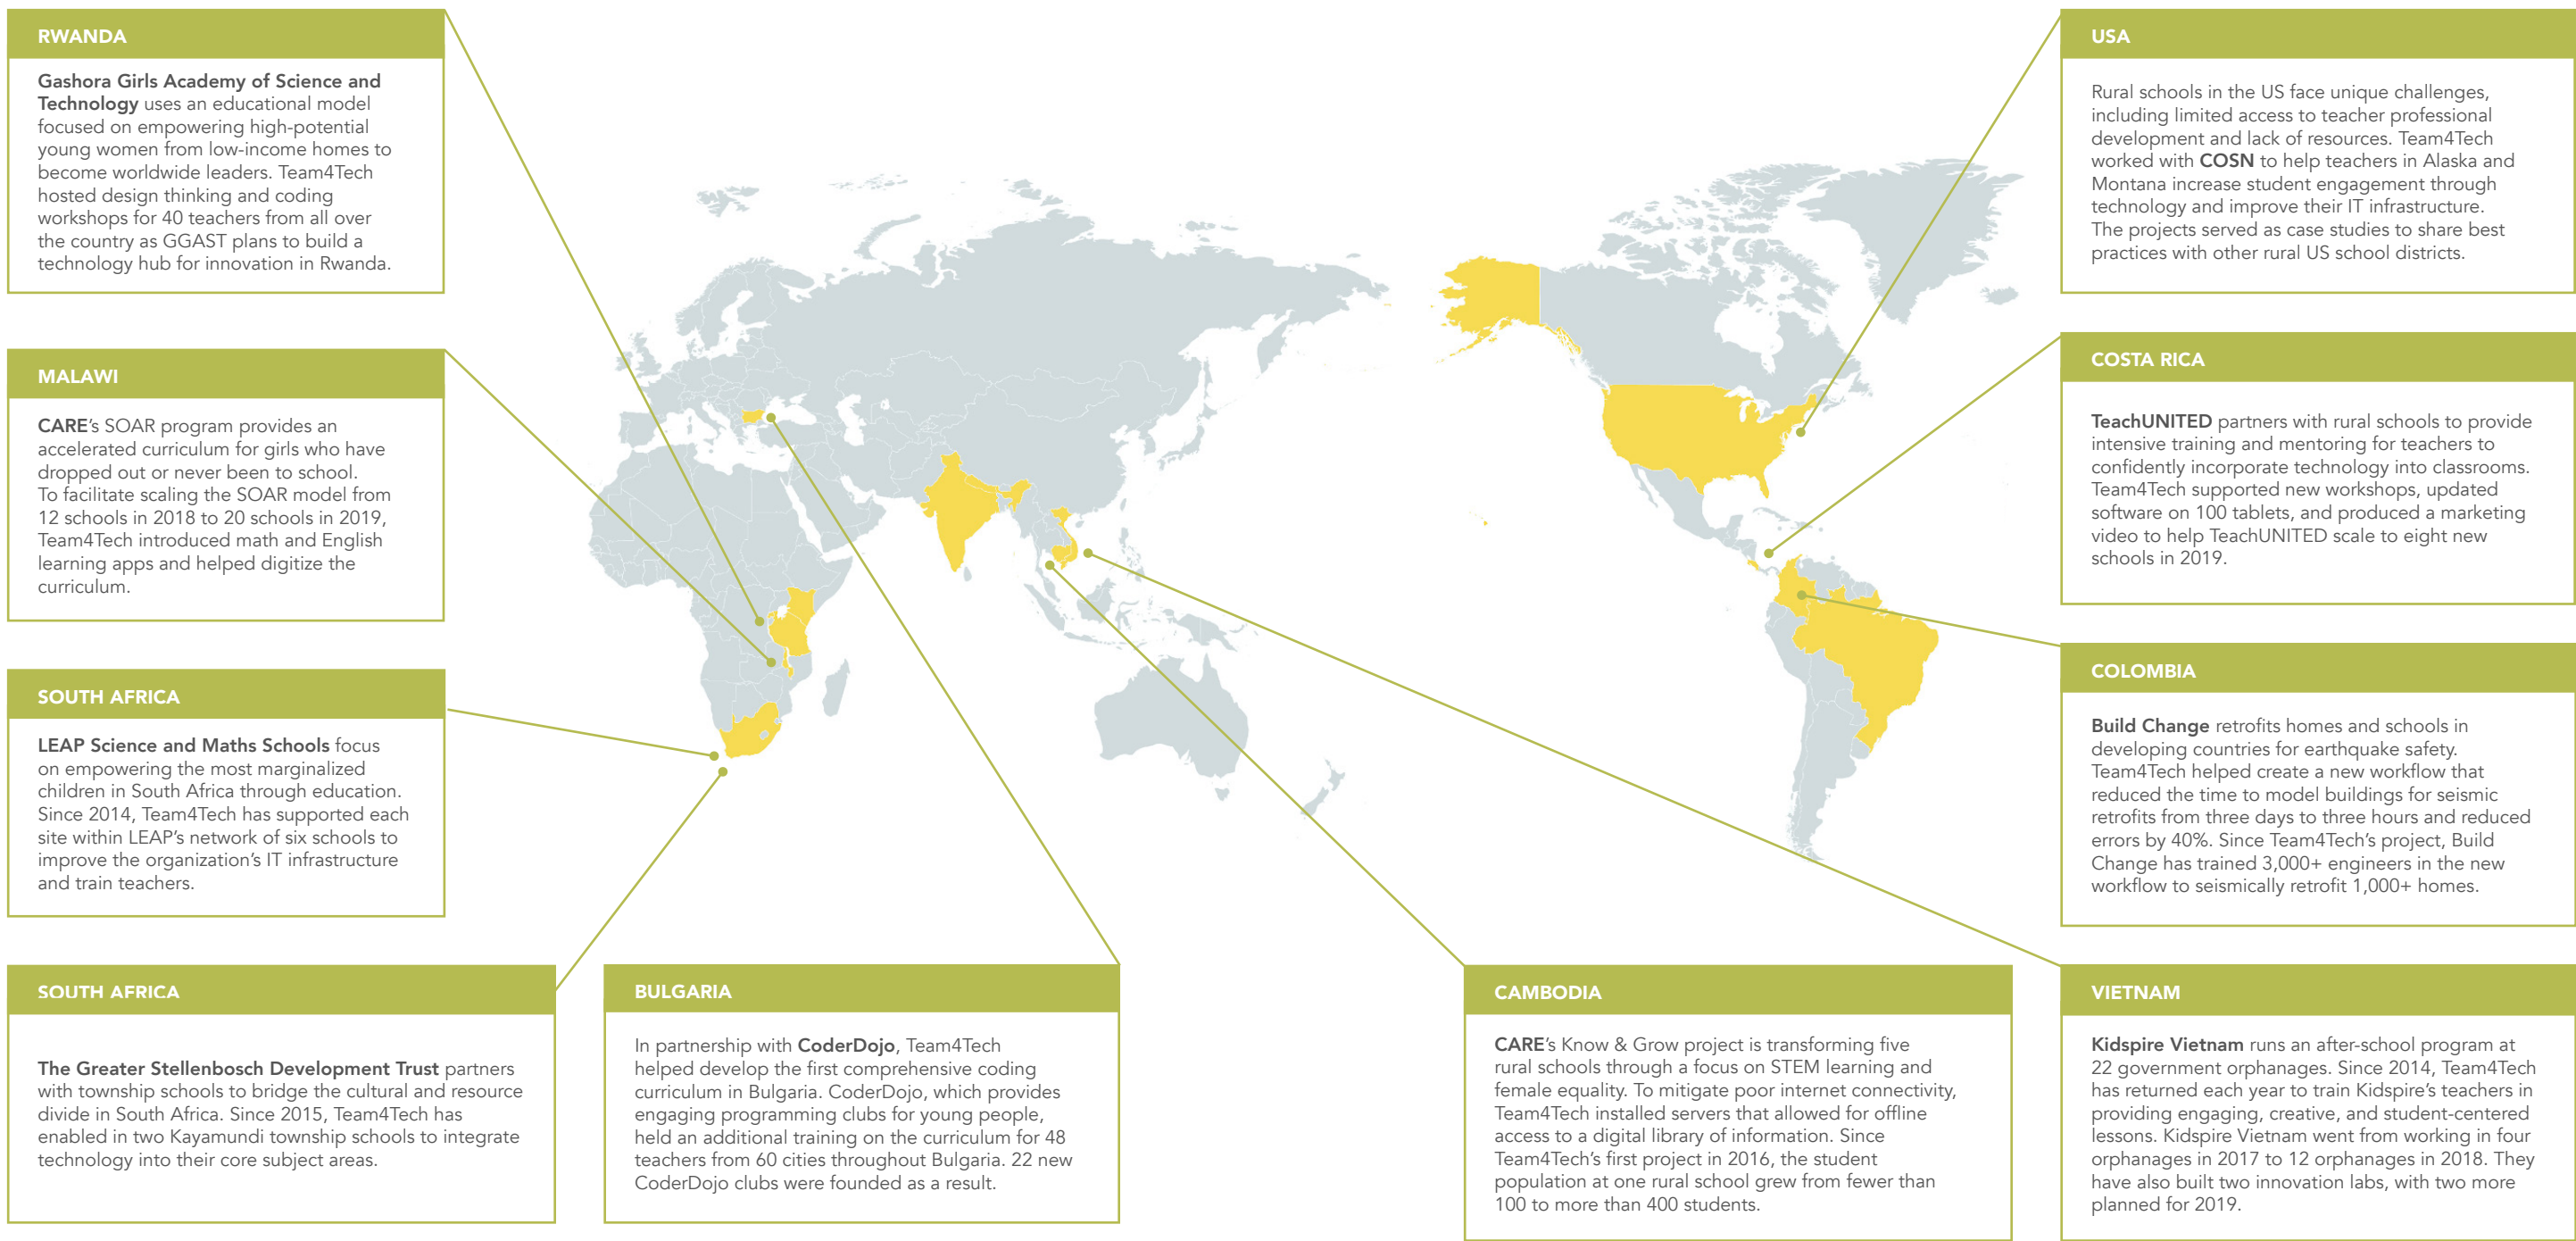 RWANDA
Gashora Girls Academy of Science and
Technology uses an educational model
focused on empowering high-potential
young women from low-income homes to
become worldwide leaders. Team4Tech
hosted design thinking and coding
workshops for 40 teachers from all over
the country as GGAST plans to build a
technology hub for innovation in Rwanda.
MALAWI
CARE's SOAR program provides an
accelerated curriculum for girls who have
dropped out or never been to school.
To facilitate scaling the SOAR model from
12 schools in 2018 to 20 schools in 2019,
Team4Tech introduced math and English
learning apps and helped digitize the
curriculum.
SOUTH AFRICA
LEAP Science and Maths Schools focus
on empowering the most marginalized
children in South Africa through education.
Since 2014, Team4Tech has supported each
site within LEAP's network of six schools to
improve the organization's IT infrastructure
and train teachers.
SOUTH AFRICA
The Greater Stellenbosch Development Trust partners
with township schools to bridge the cultural and resource
divide in South Africa. Since 2015, Team4Tech has
enabled in two Kayamundi township schools to integrate
technology into their core subject areas.
BULGARIA
In partnership with CoderDojo, Team4Tech
helped develop the first comprehensive coding
curriculum in Bulgaria. CoderDojo, which provides
engaging programming clubs for young people,
held an additional training on the curriculum for 48
teachers from 60 cities throughout Bulgaria. 22 new
CoderDojo clubs were founded as a result.
CAMBODIA
CARE's Know & Grow project is transforming five
rural schools through a focus on STEM learning and
female equality. To mitigate poor internet connectivity,
Team4Tech installed servers that allowed for offline
access to a digital library of information. Since
Team4Tech's first project in 2016, the student
population at one rural school grew from fewer than
100 to more than 400 students.
USA
Rural schools in the US face unique challenges,
including limited access to teacher professional
development and lack of resources. Team4Tech
worked with COSN to help teachers in Alaska and
Montana increase student engagement through
technology and improve their IT infrastructure.
The projects served as case studies to share best
practices with other rural US school districts.
COSTA RICA
TeachUNITED partners with rural schools to provide
intensive training and mentoring for teachers to
confidently incorporate technology into classrooms.
Team4Tech supported new workshops, updated
software on 100 tablets, and produced a marketing
video to help TeachUNITED scale to eight new
schools in 2019.
COLOMBIA
Build Change retrofits homes and schools in
developing countries for earthquake safety.
Team4Tech helped create a new workflow that
reduced the time to model buildings for seismic
retrofits from three days to three hours and reduced
errors by 40%. Since Team4Tech's project, Build
Change has trained 3,000+ engineers in the new
workflow to seismically retrofit 1,000+ homes.
VIETNAM
Kidspire Vietnam runs an after-school program at
22 government orphanages. Since 2014, Team4Tech
has returned each year to train Kidspire's teachers in
providing engaging, creative, and student-centered
lessons. Kidspire Vietnam went from working in four
orphanages in 2017 to 12 orphanages in 2018. They
have also built two innovation labs, with two more
planned for 2019.